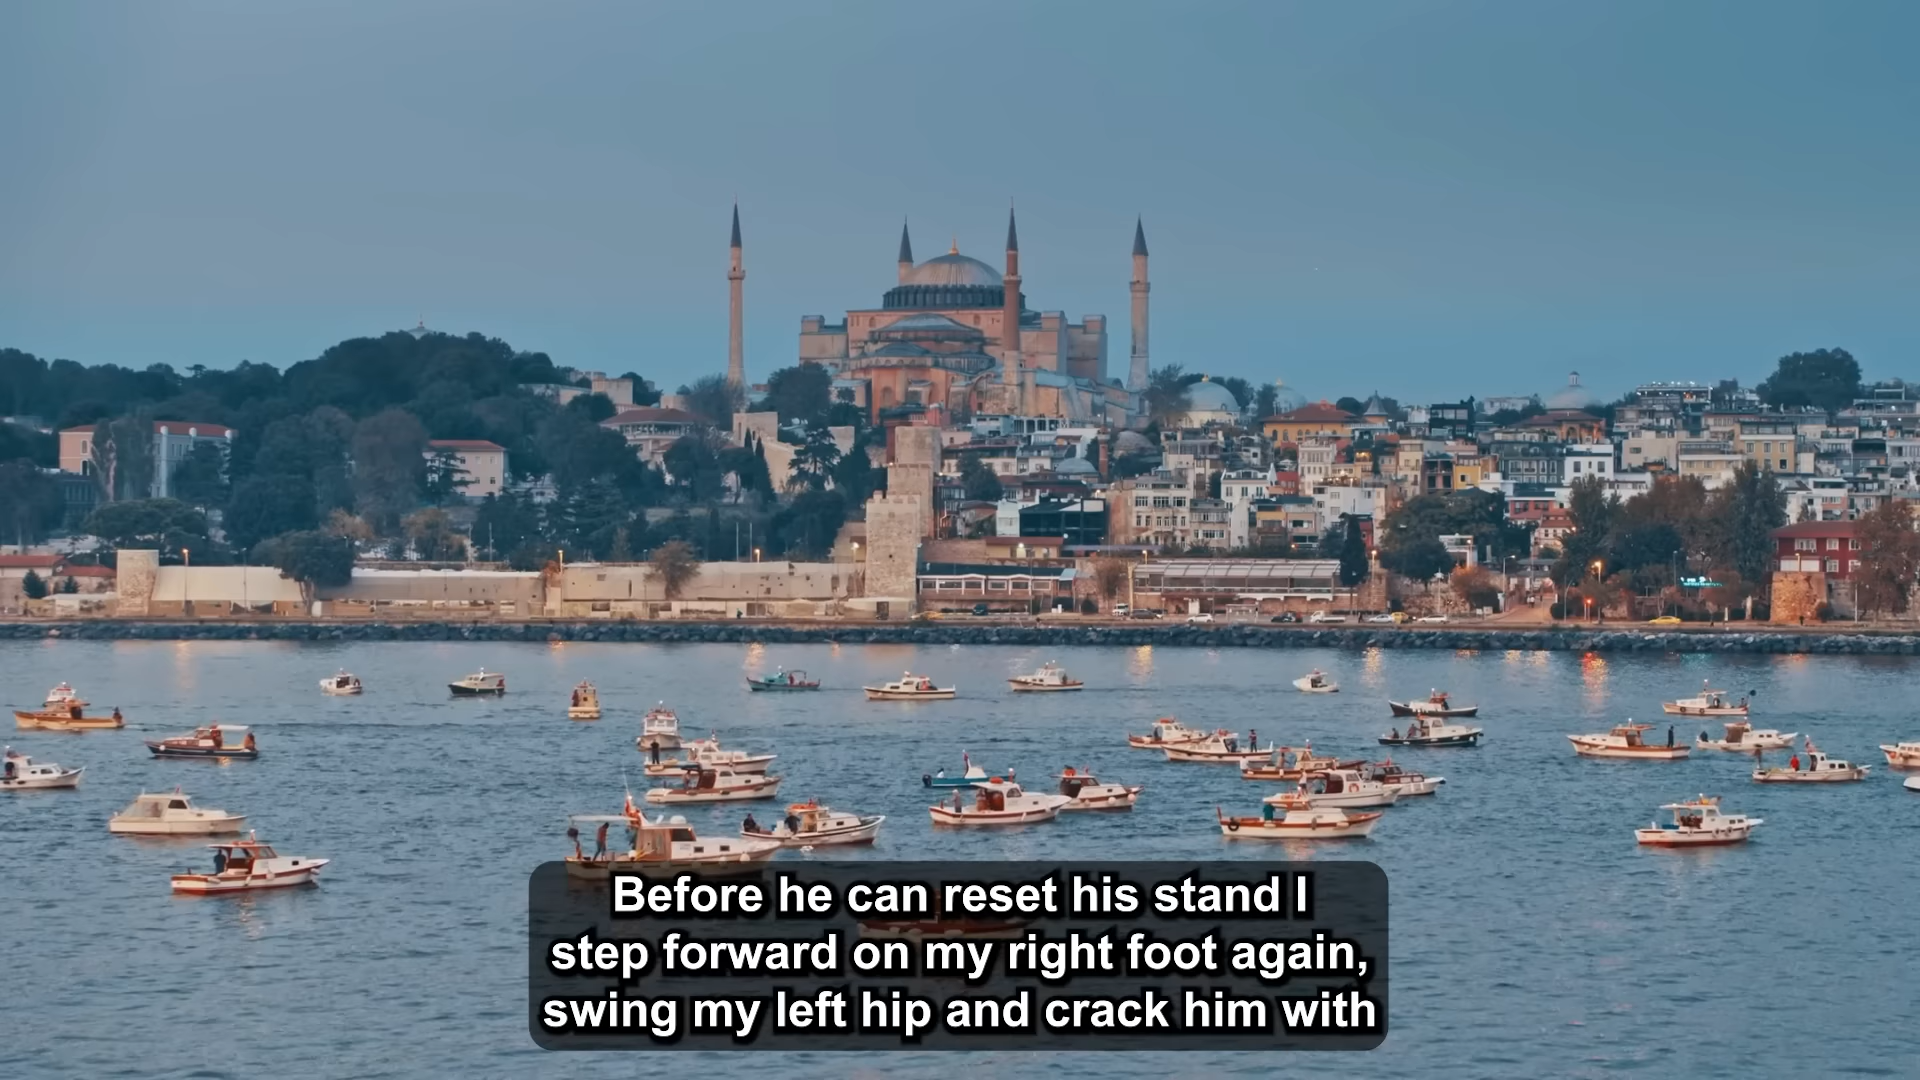 Before he can reset his stand I
step forward on my right foot again,
swing my left hip and crack him with